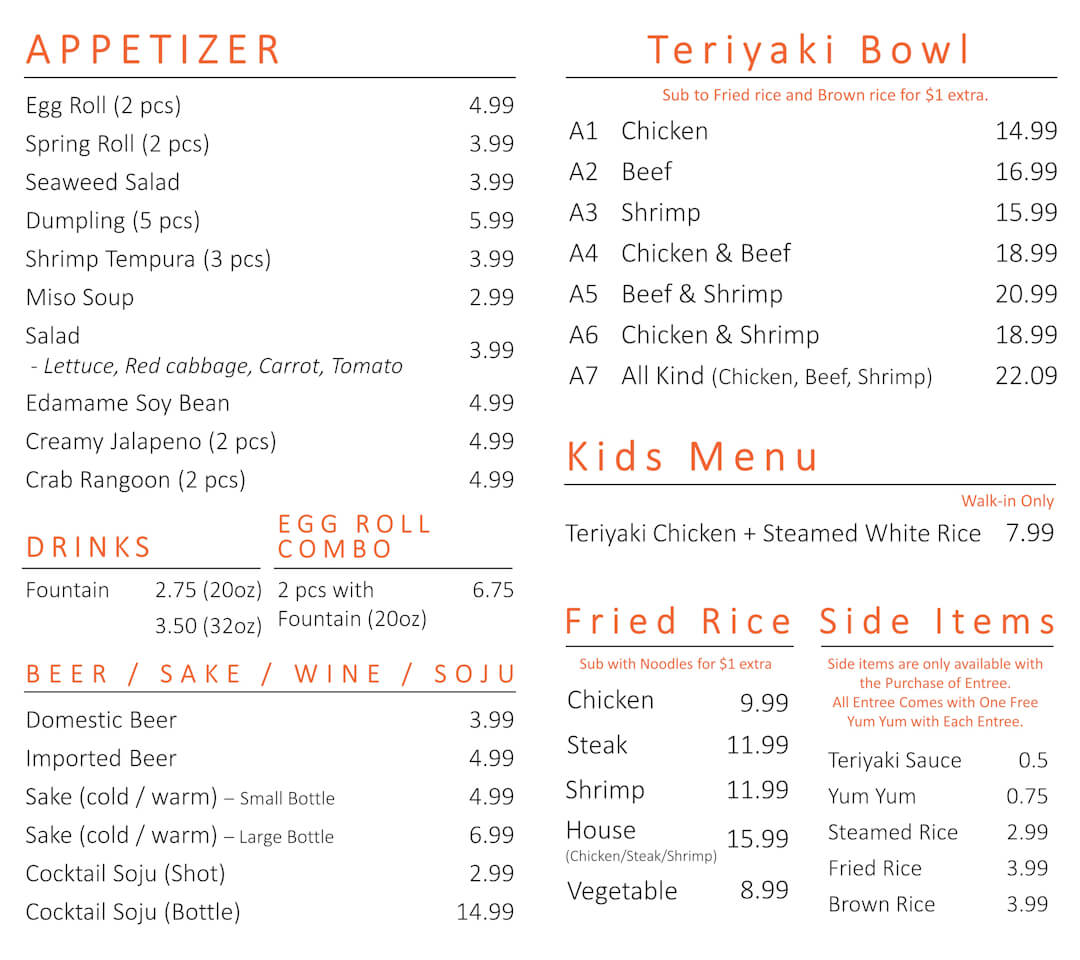 APPETIZER
Egg Roll (2 pcs) 4.99
Spring Roll (2 pcs) 3.99
Seaweed Salad 3.99
Dumpling (5 pcs) 5.99
Shrimp Tempura (3 pcs) 3.99
Miso Soup 2.99
Salad
- Lettuce, Red cabbage, Carrot, Tomato 3.99
Edamame Soy Bean 4.99
Creamy Jalapeno (2 pcs) 4.99
Crab Rangoon (2 pcs) 4.99
DRINKS
Fountain 2.75 (20oz)
3.50 (32oz)
EGG ROLL
COMBO
2 pcs with 6.75
Fountain (20oz)
BEER / SAKE / WINE / SOJU
Domestic Beer 3.99
Imported Beer 4.99
Sake (cold / warm) – Small Bottle 4.99
Sake (cold / warm) – Large Bottle 6.99
Cocktail Soju (Shot) 2.99
Cocktail Soju (Bottle) 14.99
Teriyaki Bowl
Sub to Fried rice and Brown rice for $1 extra.
A1 Chicken 14.99
A2 Beef 16.99
A3 Shrimp 15.99
A4 Chicken & Beef 18.99
A5 Beef & Shrimp 20.99
A6 Chicken & Shrimp 18.99
A7 All Kind (Chicken, Beef, Shrimp) 22.09
Kids Menu
Walk-in Only
Teriyaki Chicken + Steamed White Rice 7.99
Fried Rice
Sub with Noodles for $1 extra
Chicken 9.99
Steak 11.99
Shrimp 11.99
House 15.99
(Chicken/Steak/Shrimp)
Vegetable 8.99
Side Items
Side items are only available with
the Purchase of Entree.
All Entree Comes with One Free
Yum Yum with Each Entree.
Teriyaki Sauce 0.5
Yum Yum 0.75
Steamed Rice 2.99
Fried Rice 3.99
Brown Rice 3.99